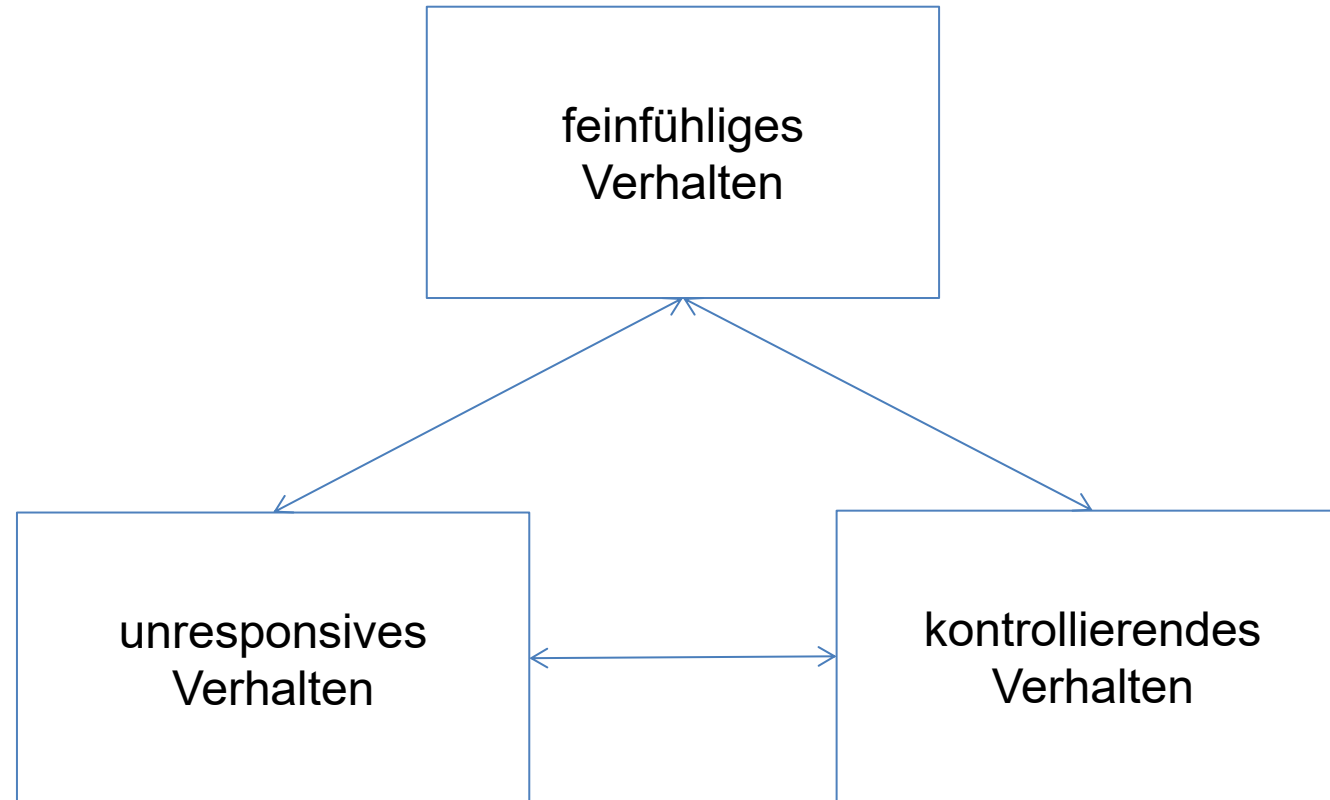 feinfühliges
Verhalten
unresponsives
Verhalten
kontrollierendes
Verhalten